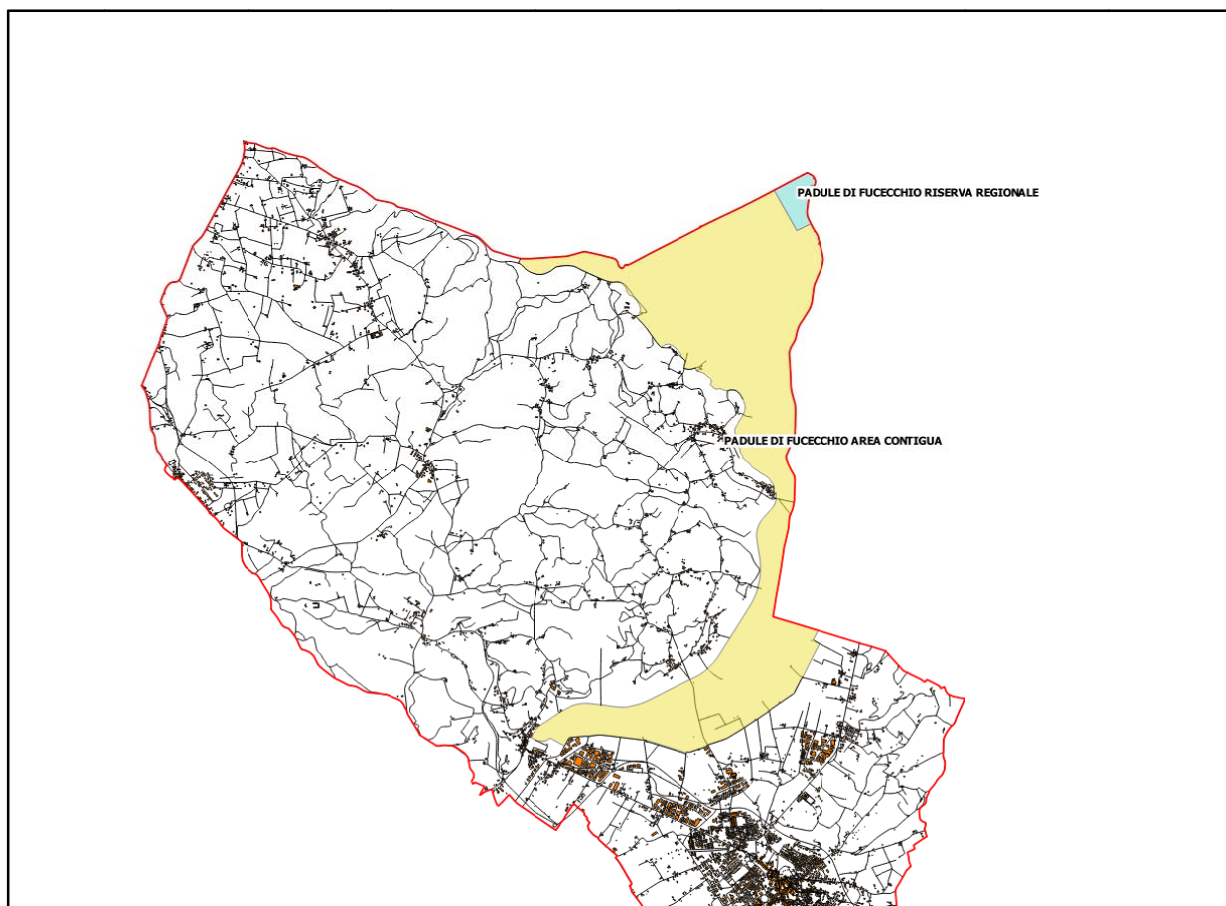 PADULE DI FUCECCHIO RISERVA REGIONALE
PADULE DI FUCECCHIO AREA CONTIGUA